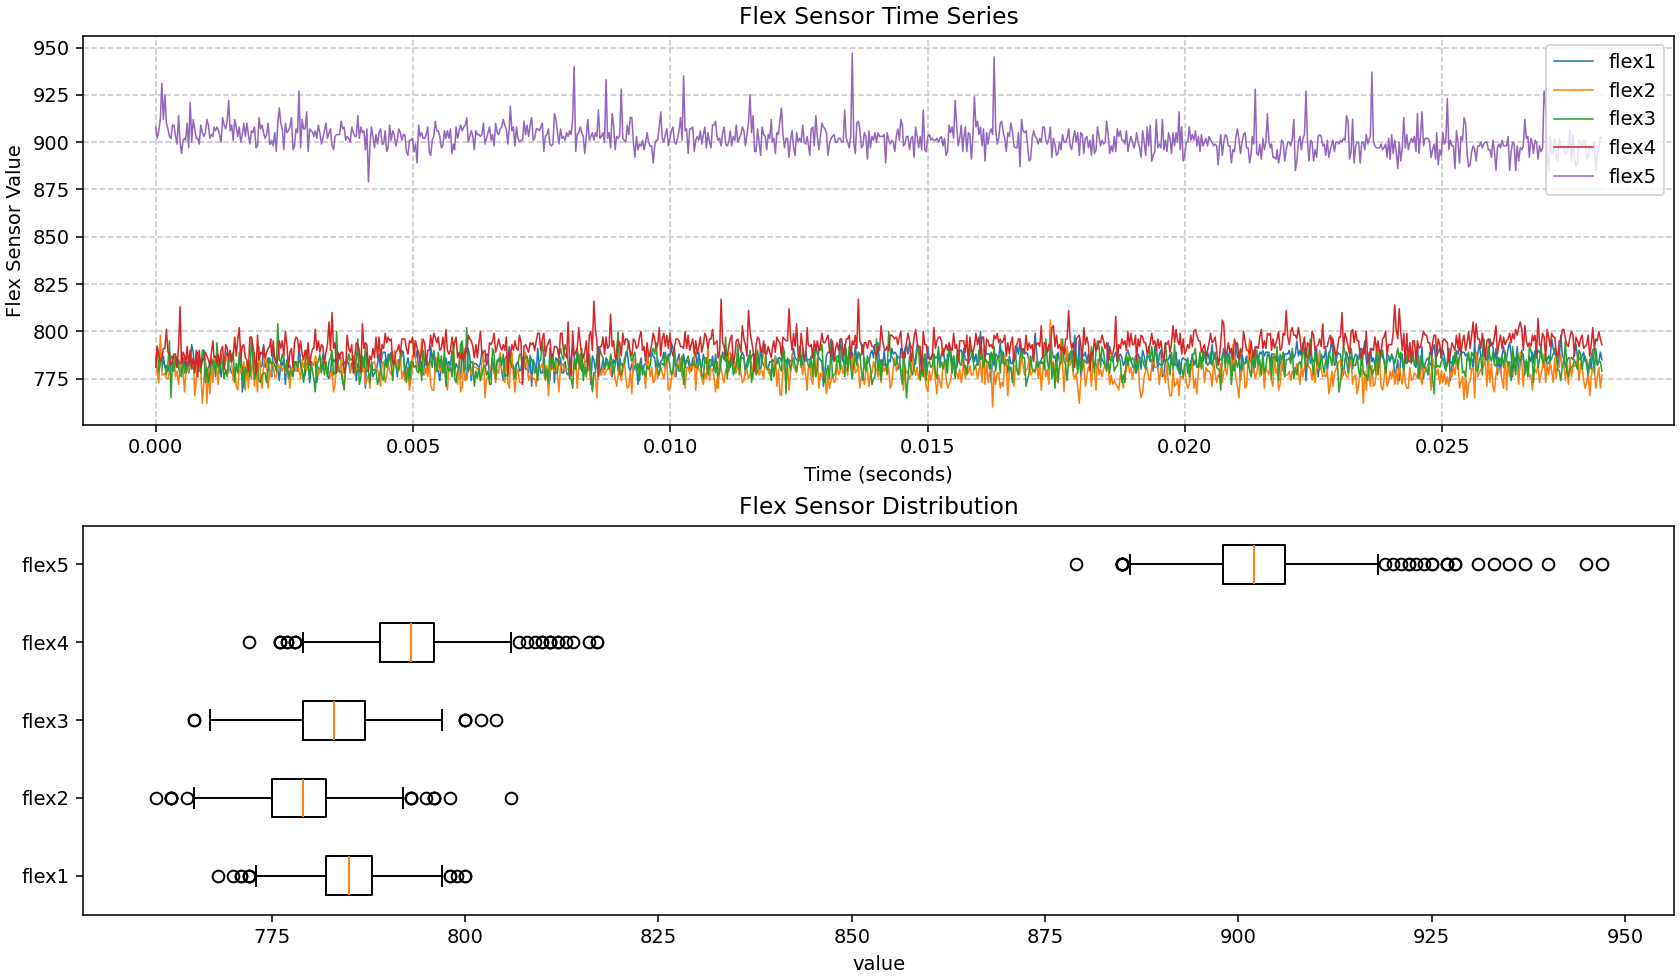 Flex Sensor Time Series
Flex Sensor Value
950
925
900
875
850
825
800
775
flex1
flex2
flex3
flex4
flex5
0.000 0.005 0.010 0.015 0.020 0.025
Time (seconds)
Flex Sensor Distribution
flex5
flex4
flex3
flex2
flex1
775 800 825 850 875 900 925 950
value